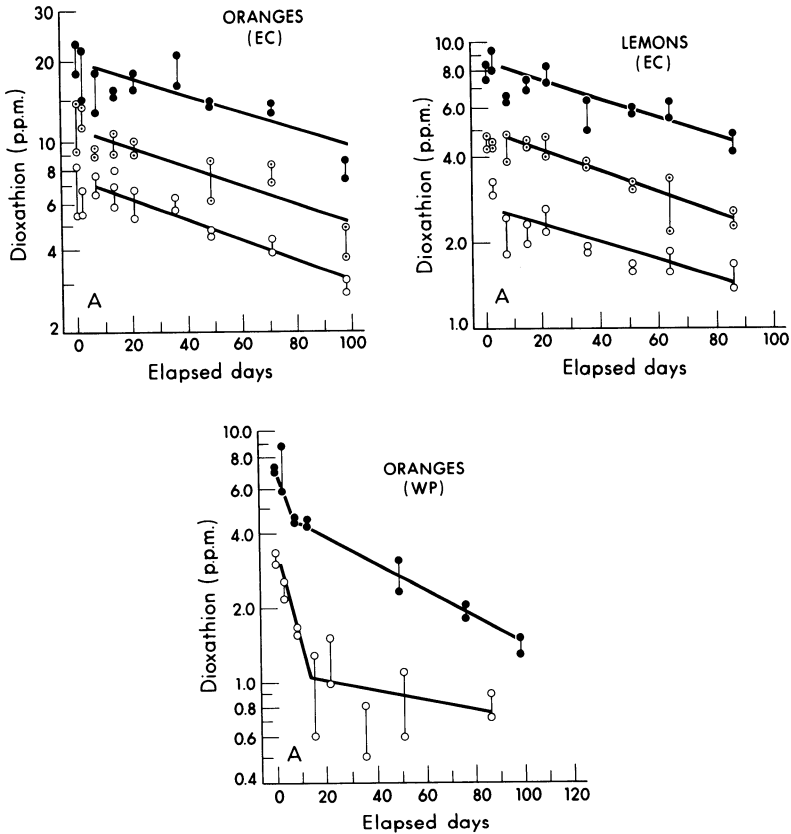 ORANGES
(EC)
Dioxathion (p.p.m.)
30
20
10
8
6
4
2
A
0 20 40 60 80 100
Elapsed days
LEMONS
(EC)
Dioxathion (p.p.m.)
10.0
8.0
6.0
4.0
2.0
1.0
A
0 20 40 60 80 100
Elapsed days
ORANGES
(WP)
Dioxathion (p.p.m.)
10.0
8.0
6.0
4.0
2.0
1.0
0.8
0.6
0.4
A
0 20 40 60 80 100 120
Elapsed days